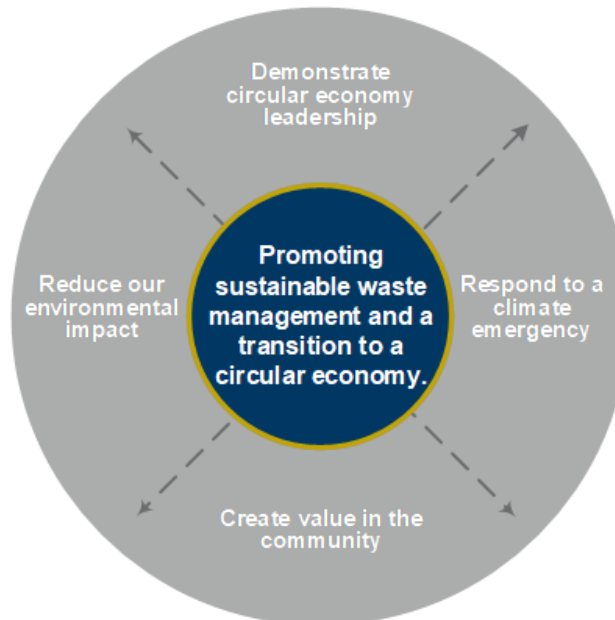 Demonstrate
circular economy
leadership
Promoting
sustainable waste
management and a
transition to a
circular economy.
Reduce our
environmental
impact
Respond to a
climate
emergency
Create value in the
community